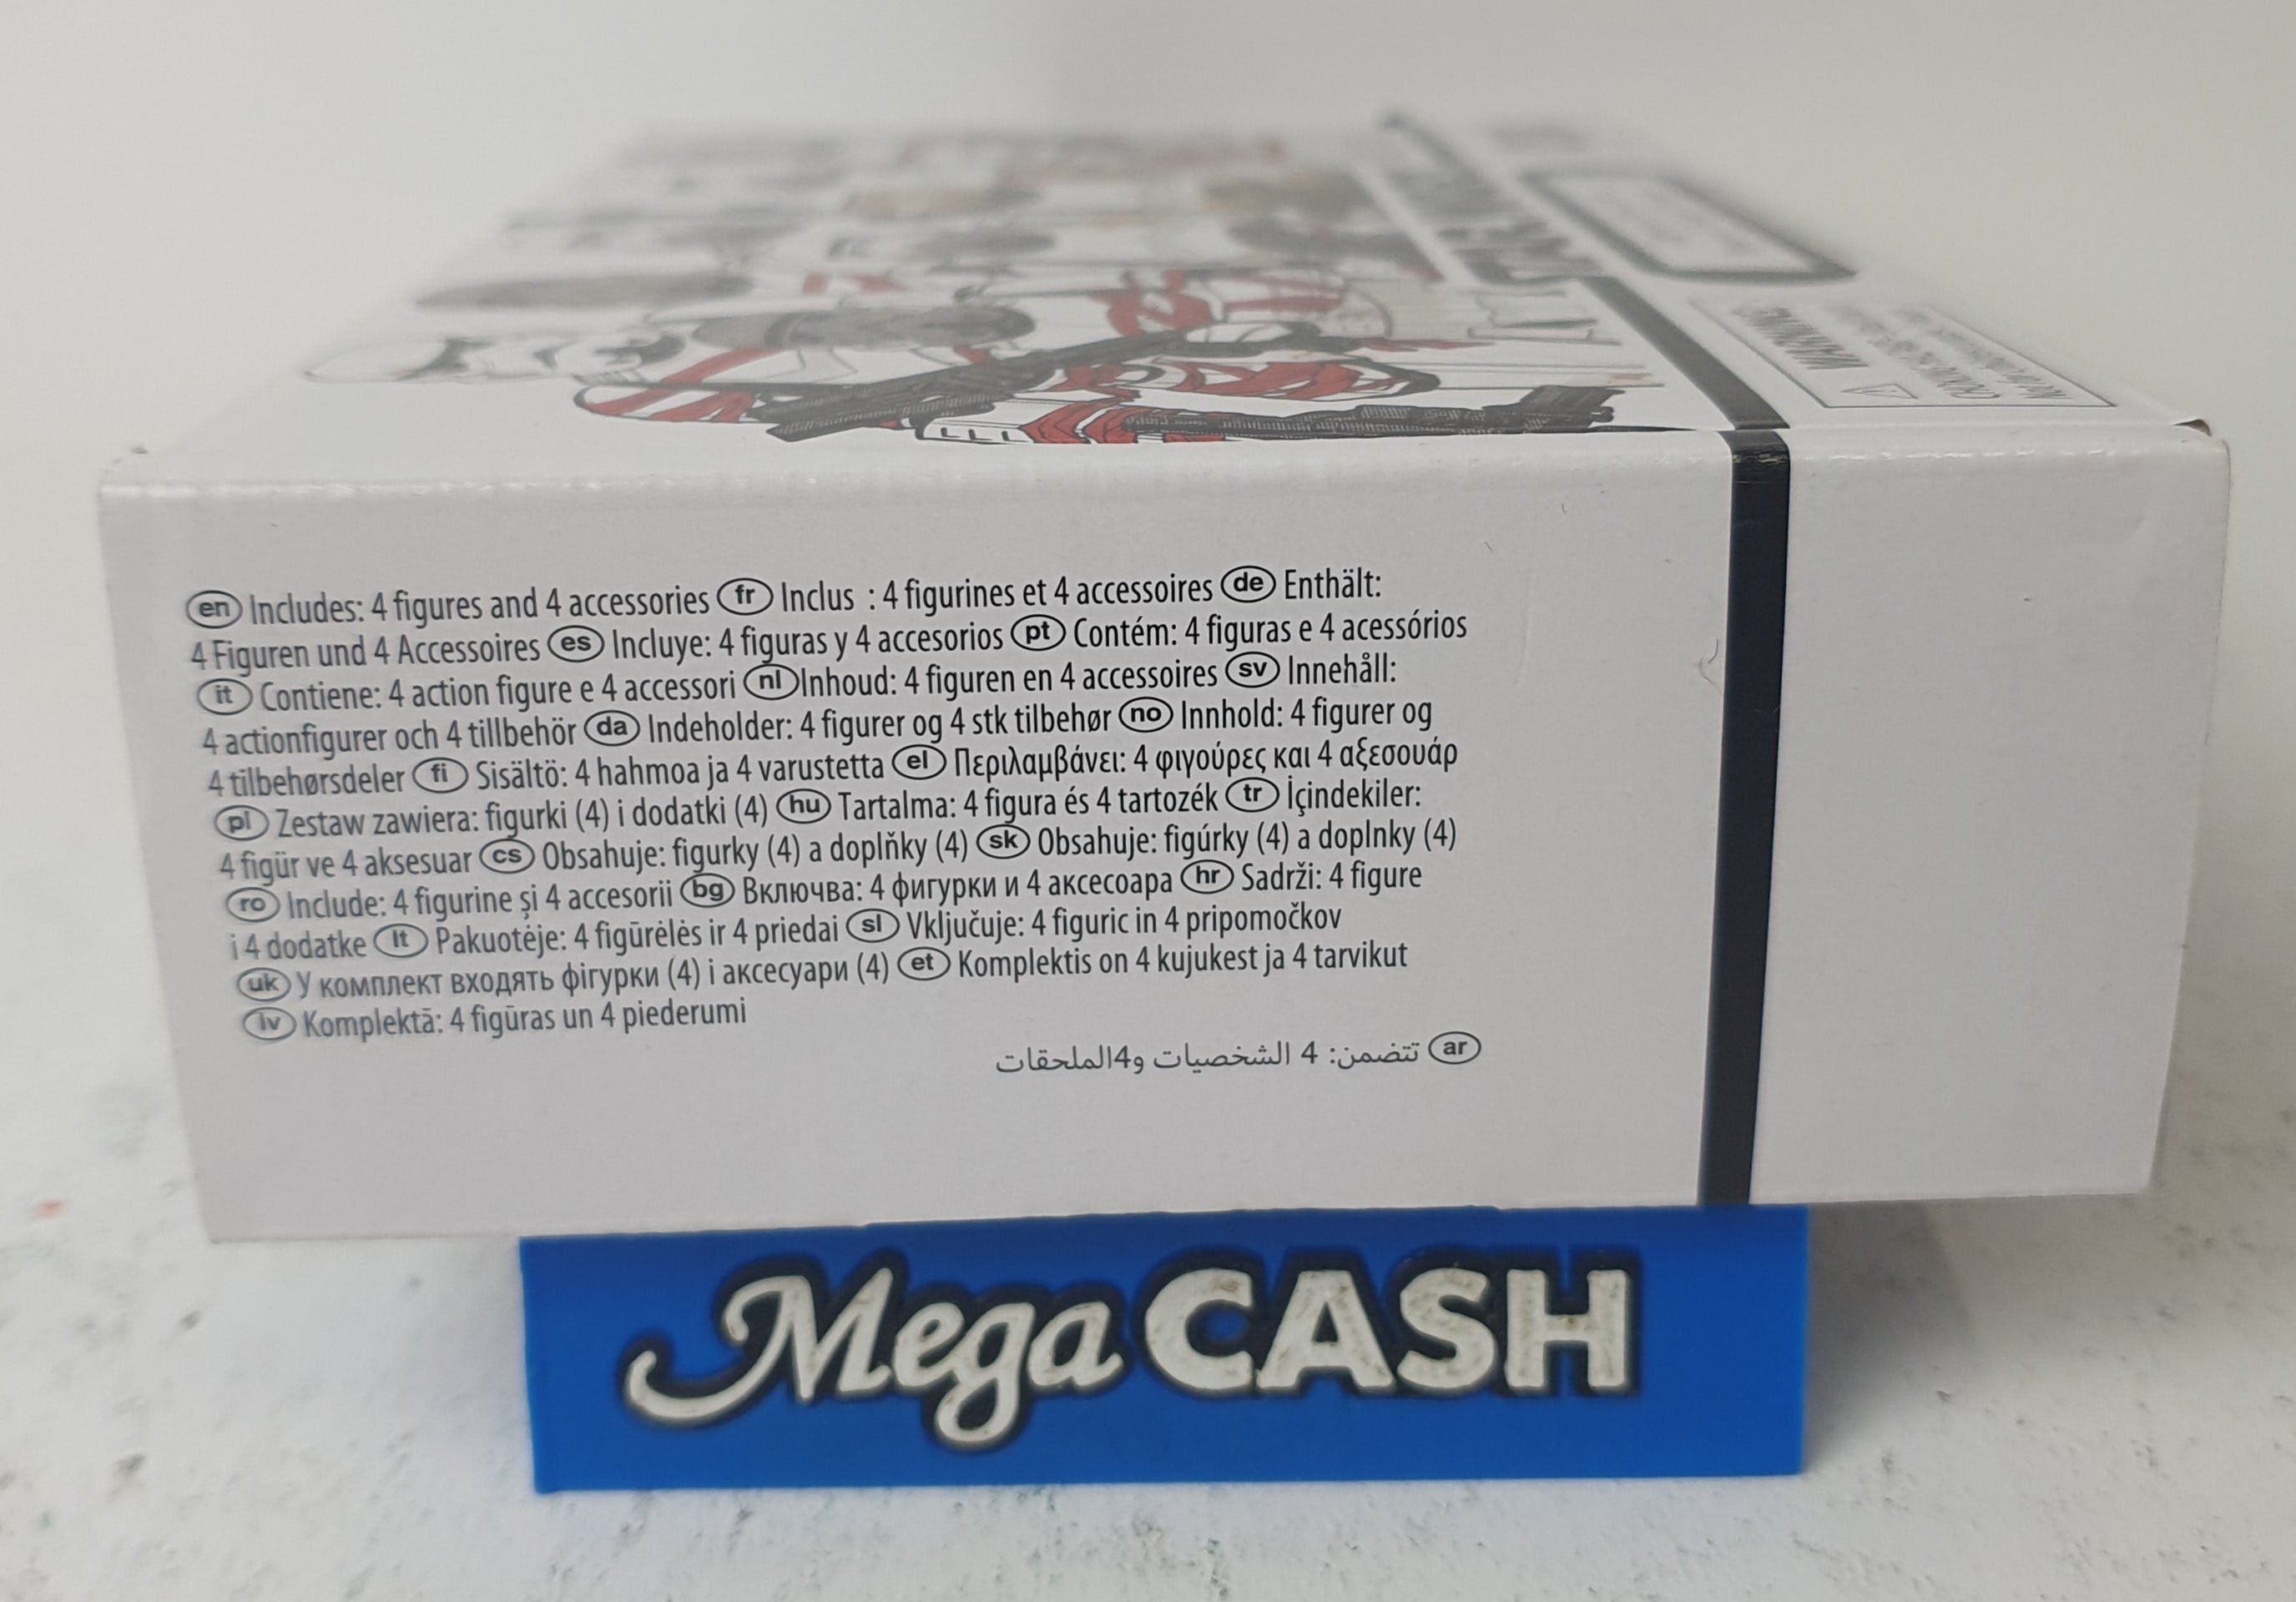 WARNING
en Includes: 4 figures and 4 accessories fr Inclus : 4 figurines et 4 accessoires de Enthält:
4 Figuren und 4 Accessoires es Incluye: 4 figuras y 4 accesorios pt Contém: 4 figuras e 4 acessórios
it Contiene: 4 action figure e 4 accessori nl Inhoud: 4 figuren en 4 accessoires sv Innehåll:
4 actionfigurer och 4 tillbehör da Indeholder: 4 figurer og 4 stk tilbehør no Innhold: 4 figurer og
4 tilbehørsdeler fi Sisältö: 4 hahmoa ja 4 varustetta el Περιλαμβάνει: 4 φιγούρες και 4 αξεσουάρ
pl Zestaw zawiera: figurki (4) i dodatki (4) hu Tartalma: 4 figura és 4 tartozék tr İçindekiler:
4 figür ve 4 aksesuar cs Obsahuje: figurky (4) a doplňky (4) sk Obsahuje: figúrky (4) a doplnky (4)
ro Include: 4 figurine și 4 accesorii bg Включва: 4 фигурки и 4 аксесоара hr Sadrži: 4 figure
i 4 dodatke lt Pakuotėje: 4 figūrėlės ir 4 priedai sl Vključuje: 4 figuric in 4 pripomočkov
uk У комплект входять фігурки (4) і аксесуари (4) et Komplektis on 4 kujukest ja 4 tarvikut
lv Komplektā: 4 figūras un 4 piederumi
ar تتضمن: 4 الشخصيات و4الملحقات
Mega CASH